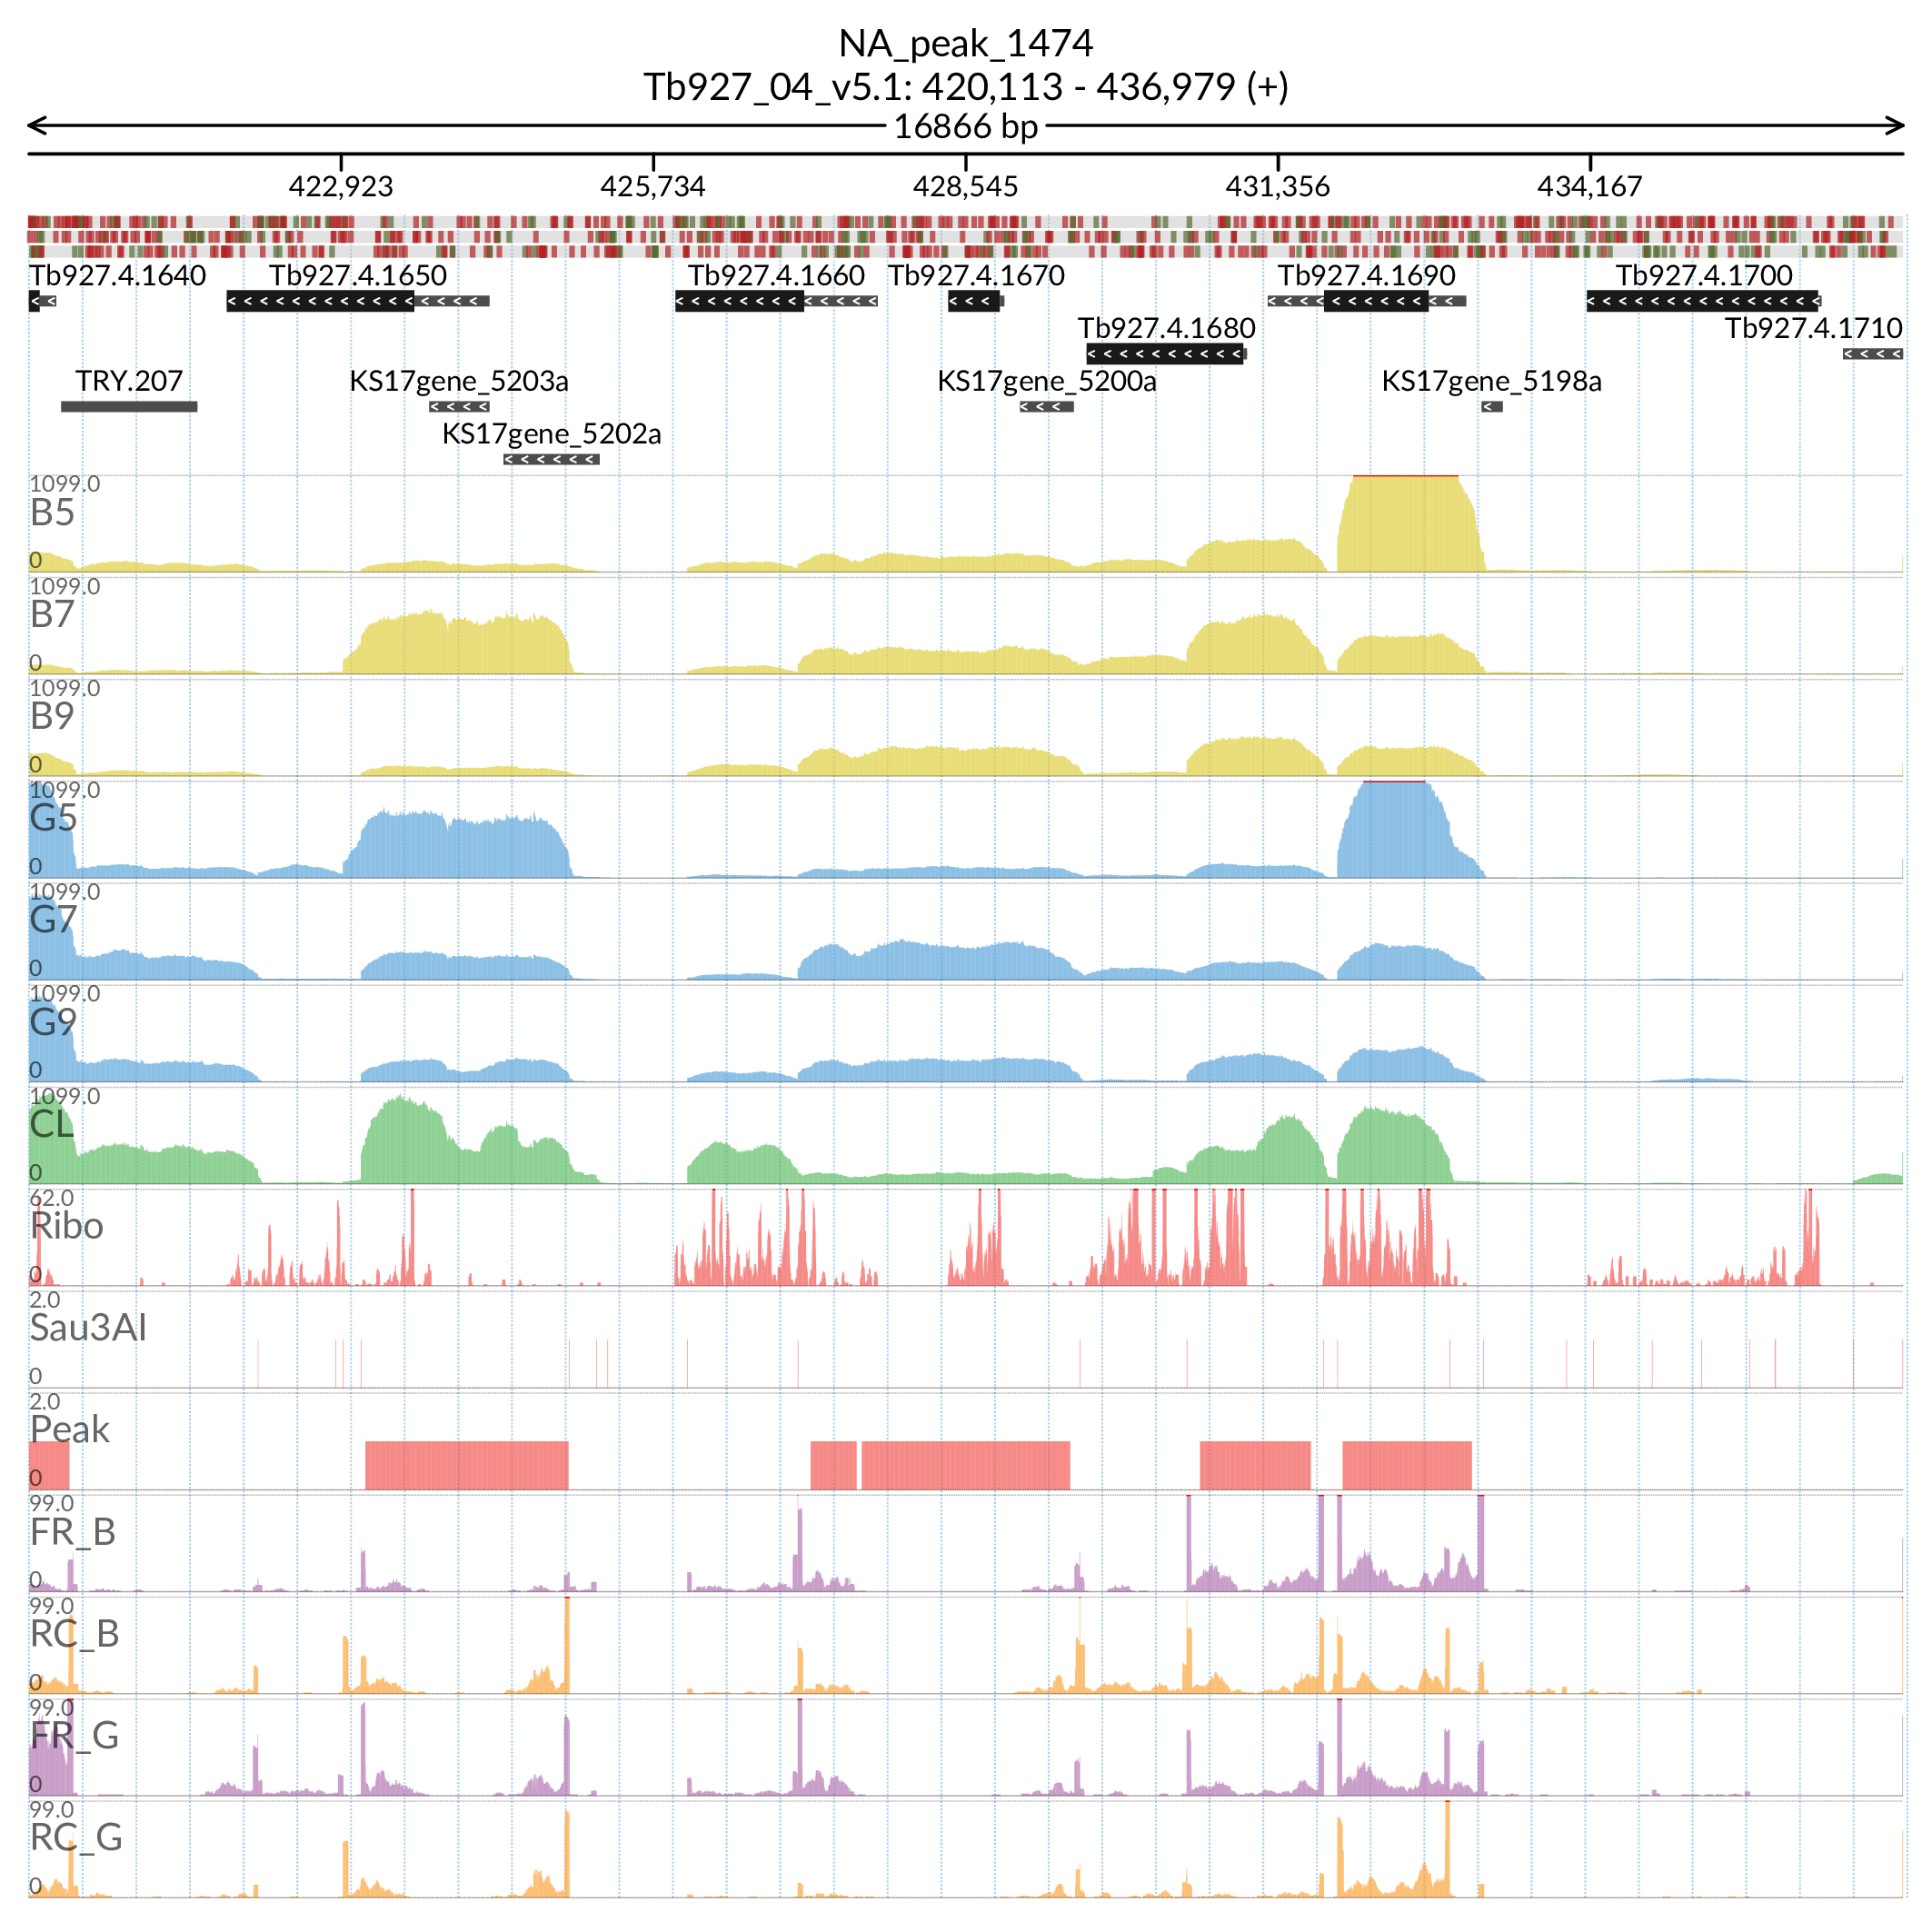 NA_peak_1474
Tb927_04_v5.1: 420,113 - 436,979 (+)
16866 bp
422,923 425,734 428,545 431,356 434,167
Tb927.4.1640 Tb927.4.1650 Tb927.4.1660 Tb927.4.1670 Tb927.4.1690 Tb927.4.1700
Tb927.4.1680 Tb927.4.1710
TRY.207 KS17gene_5203a KS17gene_5200a KS17gene_5198a
KS17gene_5202a
1099.0
B5
0
1099.0
B7
0
1099.0
B9
0
1099.0
G5
0
1099.0
G7
0
1099.0
G9
0
1099.0
CL
0
62.0
Ribo
0
2.0
Sau3AI
0
2.0
Peak
0
99.0
FR_B
0
99.0
RC_B
0
99.0
FR_G
0
99.0
RC_G
0